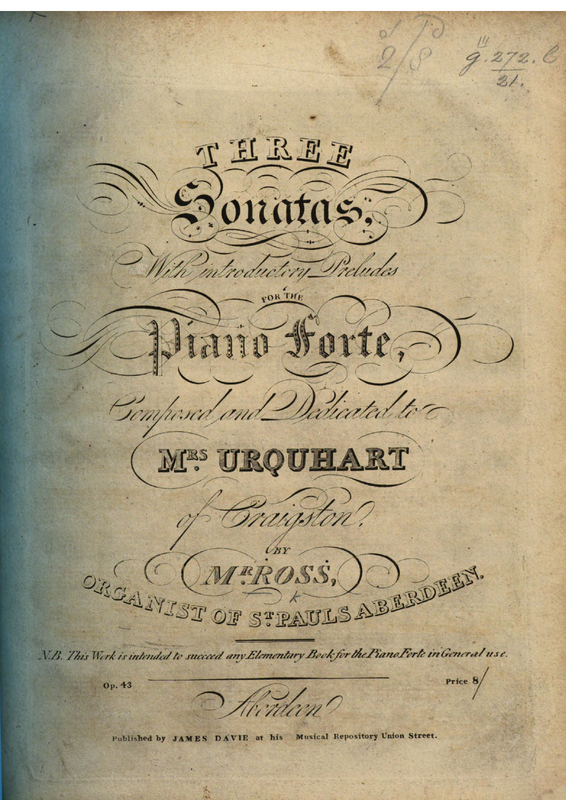 2/8
g.272.
21.
THREE
Sonatas,
With introductory Preludes
FOR THE
Piano Forte,
Composed and Dedicated to
MRS. URQUHART
of Craigston,
BY
MR. ROSS,
ORGANIST OF ST. PAULS ABERDEEN.
N.B. This Work is intended to succeed any Elementary Book for the Piano Forte in General use.
Op. 43
Price 8/
Aberdeen
Published by JAMES DAVIE at his Musical Repository Union Street.